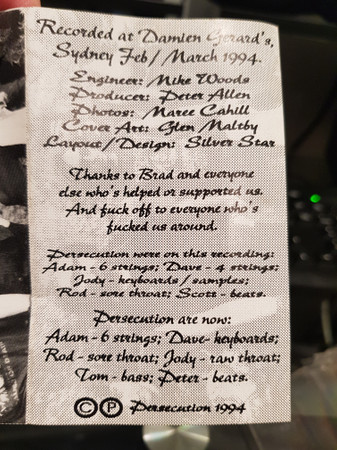 Recorded at Damien Gerard's,
Sydney Feb/March 1994.
Engineer: Mike Woods
Producer: Peter Allen
Photos: Maree Cahill
Cover Art: Glen Maltby
Layout/Design: Silver Star
Thanks to Brad and everyone
else who's helped or supported us.
And fuck off to everyone who's
fucked us around.
Persecution were on this recording:
Adam - 6 strings; Dave - 4 strings;
Jody - keyboards/samples;
Rod - sore throat; Scott - beats.
Persecution are now:
Adam - 6 strings; Dave- keyboards;
Rod - sore throat; Jody - raw throat;
Tom - bass; Peter - beats.
© ℗ Persecution 1994